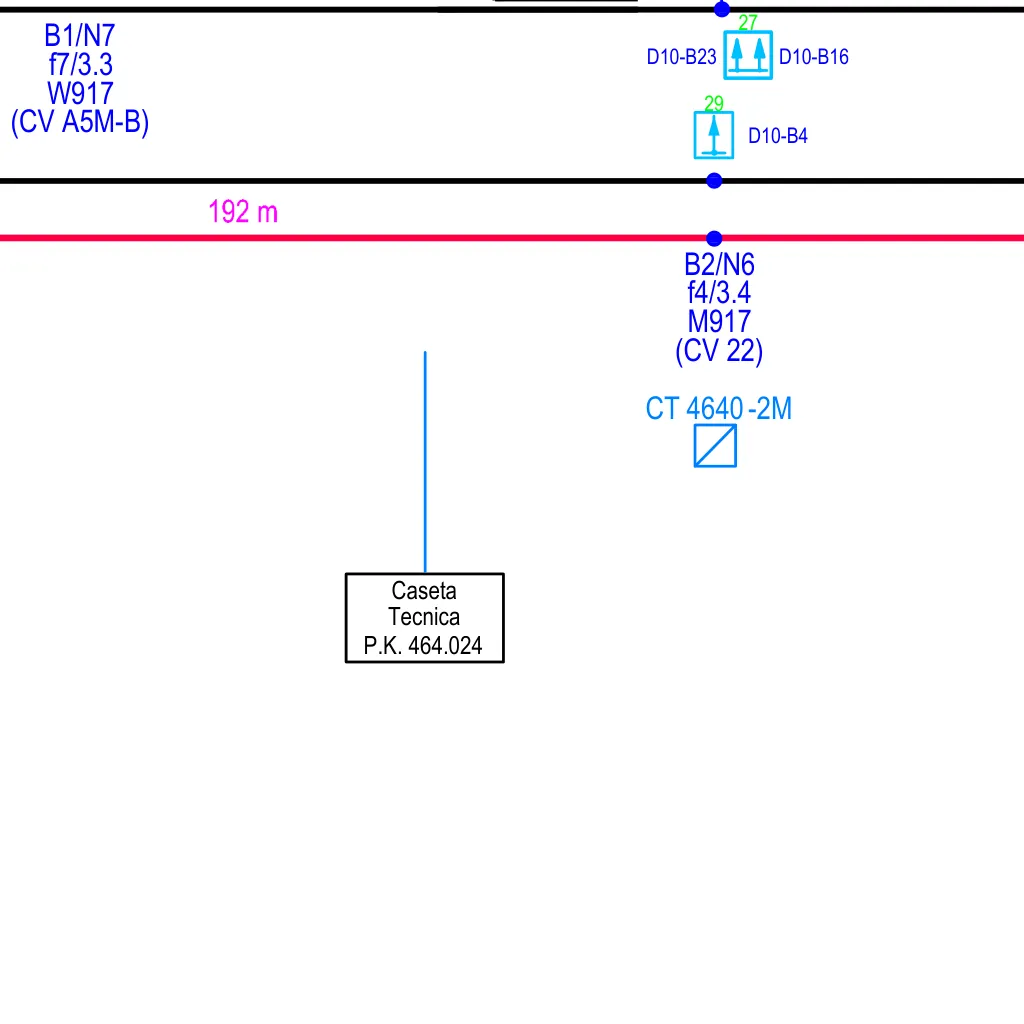 B1/N7
f7/3.3
W917
(CV A5M-B)
27
D10-B23
D10-B16
29
D10-B4
192 m
B2/N6
f4/3.4
M917
(CV 22)
CT 4640 -2M
Caseta
Tecnica
P.K. 464.024